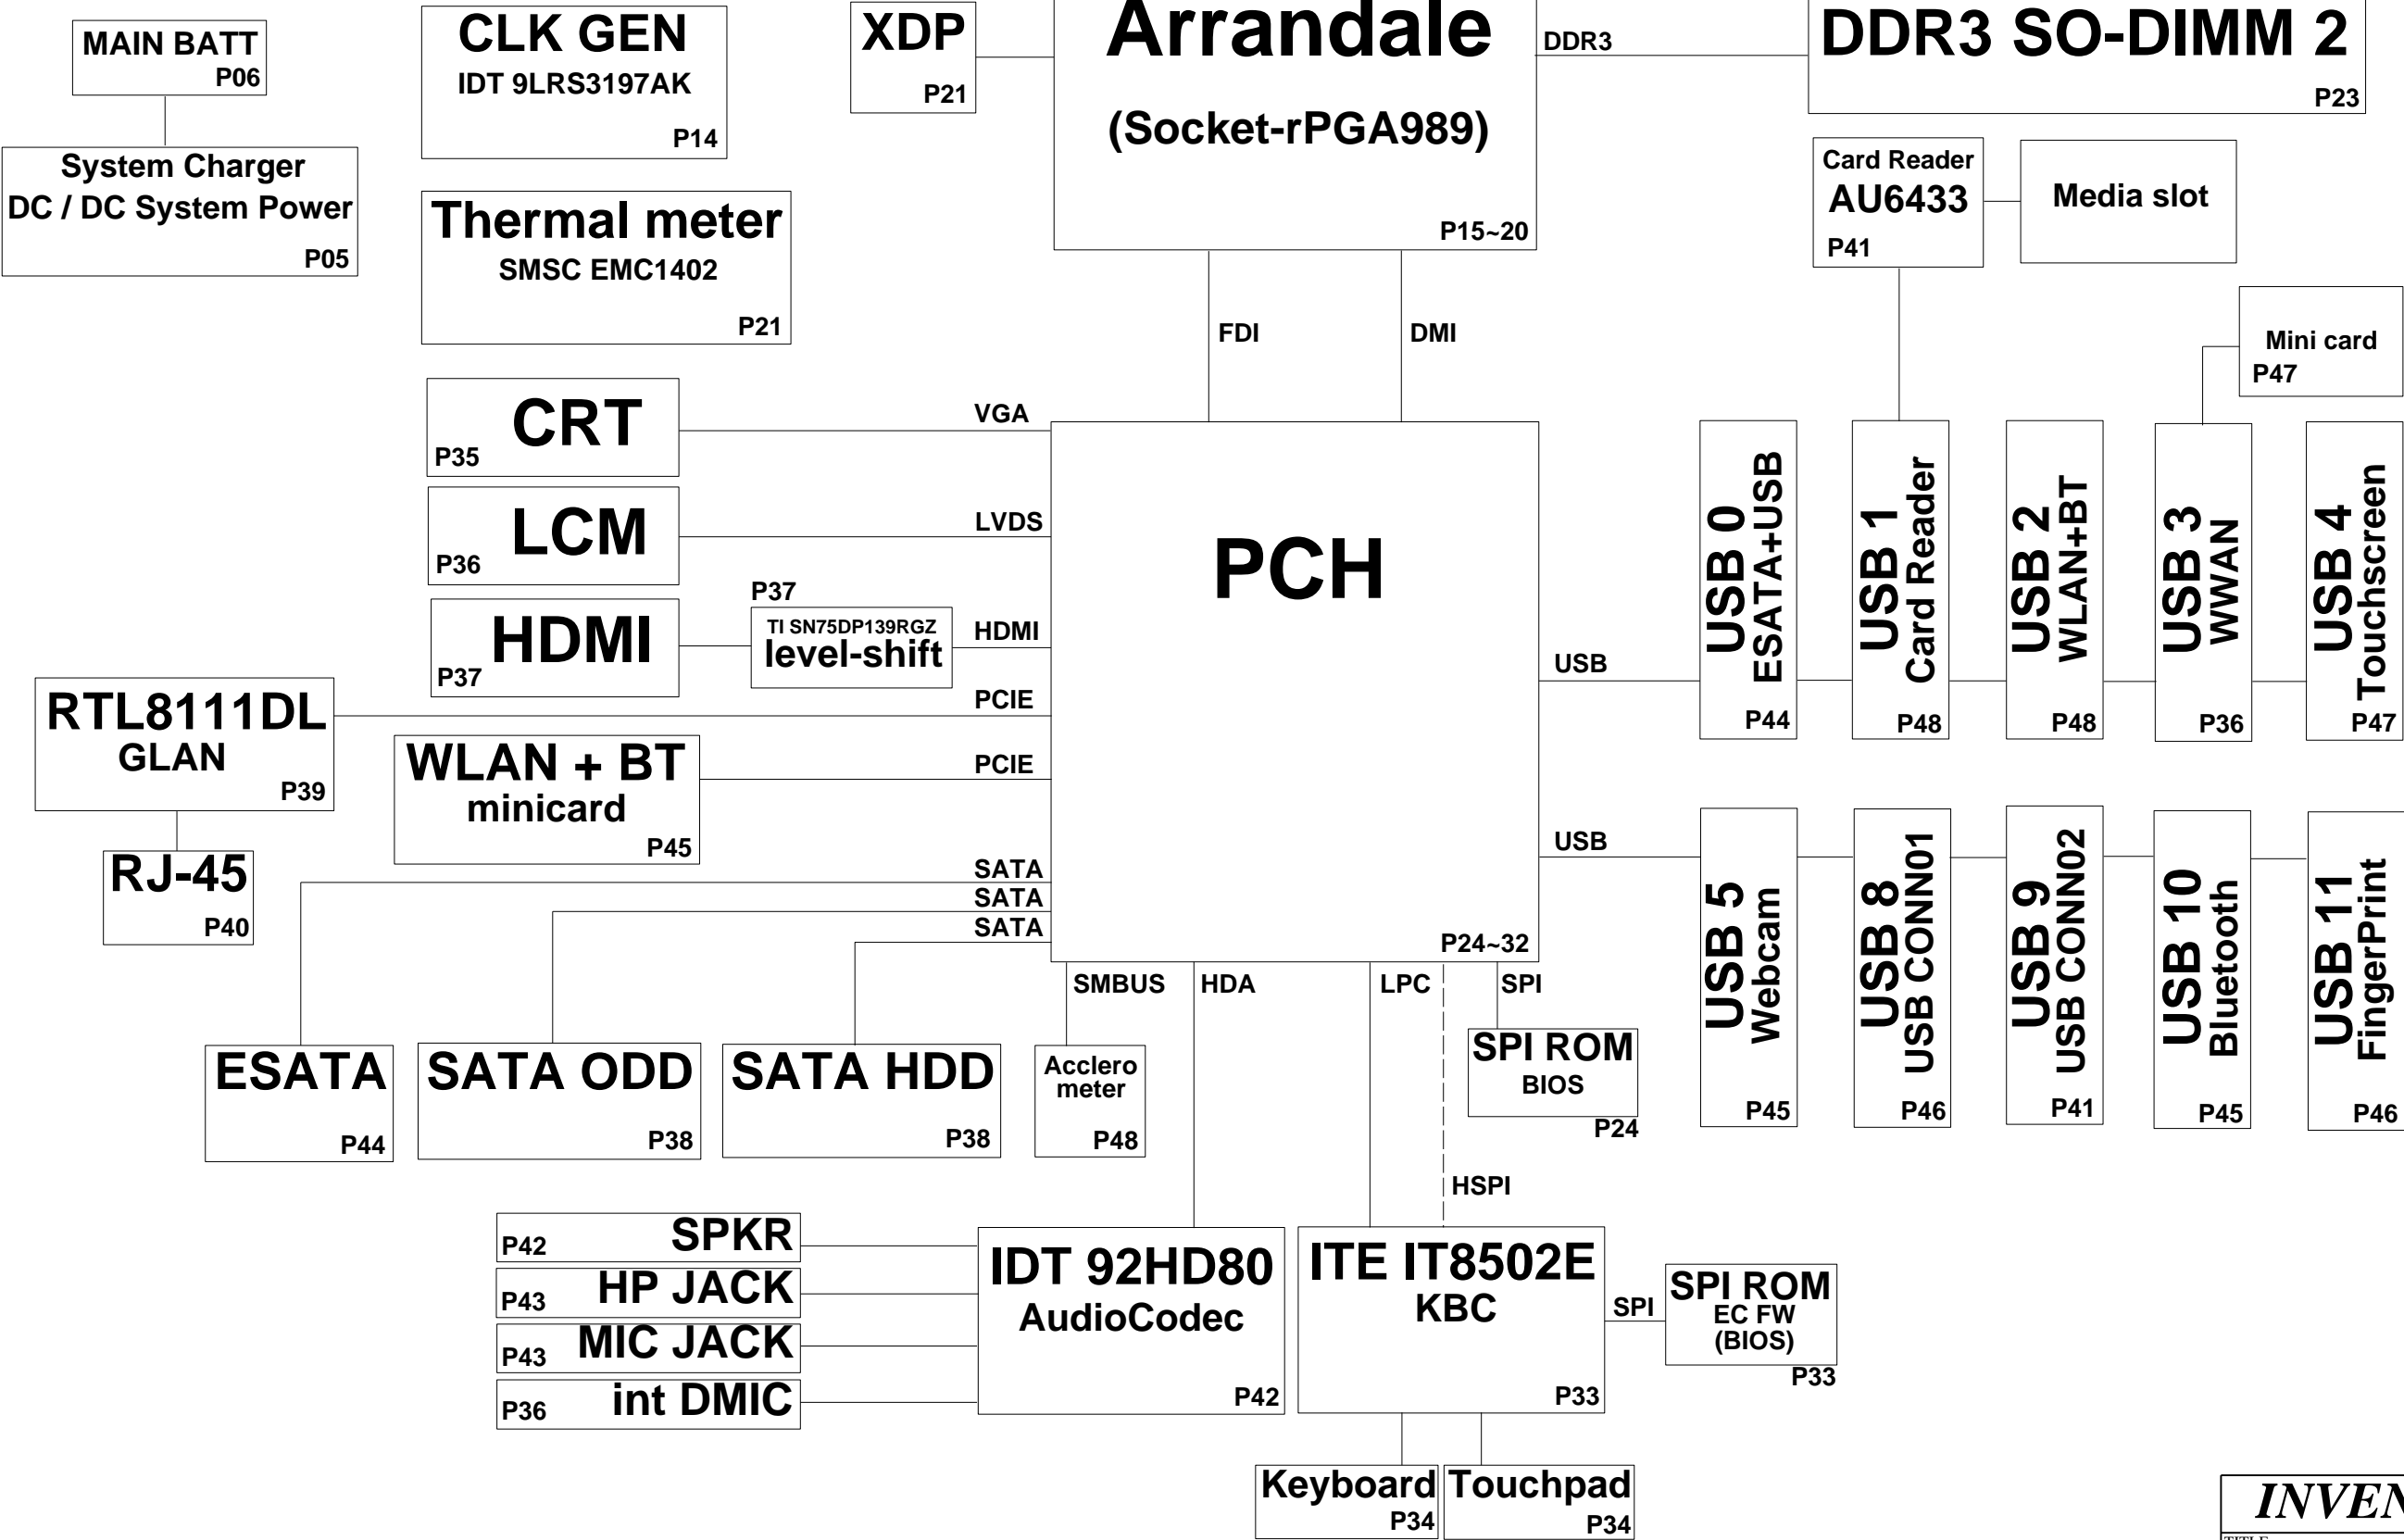 MAIN BATT
P06
System Charger
DC / DC System Power
P05
CLK GEN
IDT 9LRS3197AK
P14
Thermal meter
SMSC EMC1402
P21
XDP
P21
Arrandale
(Socket-rPGA989)
P15~20
DDR3
DDR3 SO-DIMM 2
P23
Card Reader
AU6433
P41
Media slot
Mini card
P47
FDI
DMI
CRT
P35
VGA
LCM
P36
LVDS
HDMI
P37
P37
TI SN75DP139RGZ
level-shift
HDMI
PCH
P24~32
RTL8111DL
GLAN
P39
PCIE
RJ-45
P40
WLAN + BT
minicard
P45
PCIE
SATA
SATA
SATA
USB
USB 0
ESATA+USB
P44
USB 1
Card Reader
P48
USB 2
WLAN+BT
P48
USB 3
WWAN
P36
USB 4
Touchscreen
P47
USB
USB 5
Webcam
P45
USB 8
USB CONN01
P46
USB 9
USB CONN02
P41
USB 10
Bluetooth
P45
USB 11
FingerPrint
P46
SMBUS
HDA
LPC
SPI
ESATA
P44
SATA ODD
P38
SATA HDD
P38
Acclero
meter
P48
SPI ROM
BIOS
P24
HSPI
P42 SPKR
P43 HP JACK
P43 MIC JACK
P36 int DMIC
IDT 92HD80
AudioCodec
P42
ITE IT8502E
KBC
P33
SPI
SPI ROM
EC FW
(BIOS)
P33
Keyboard
P34
Touchpad
P34